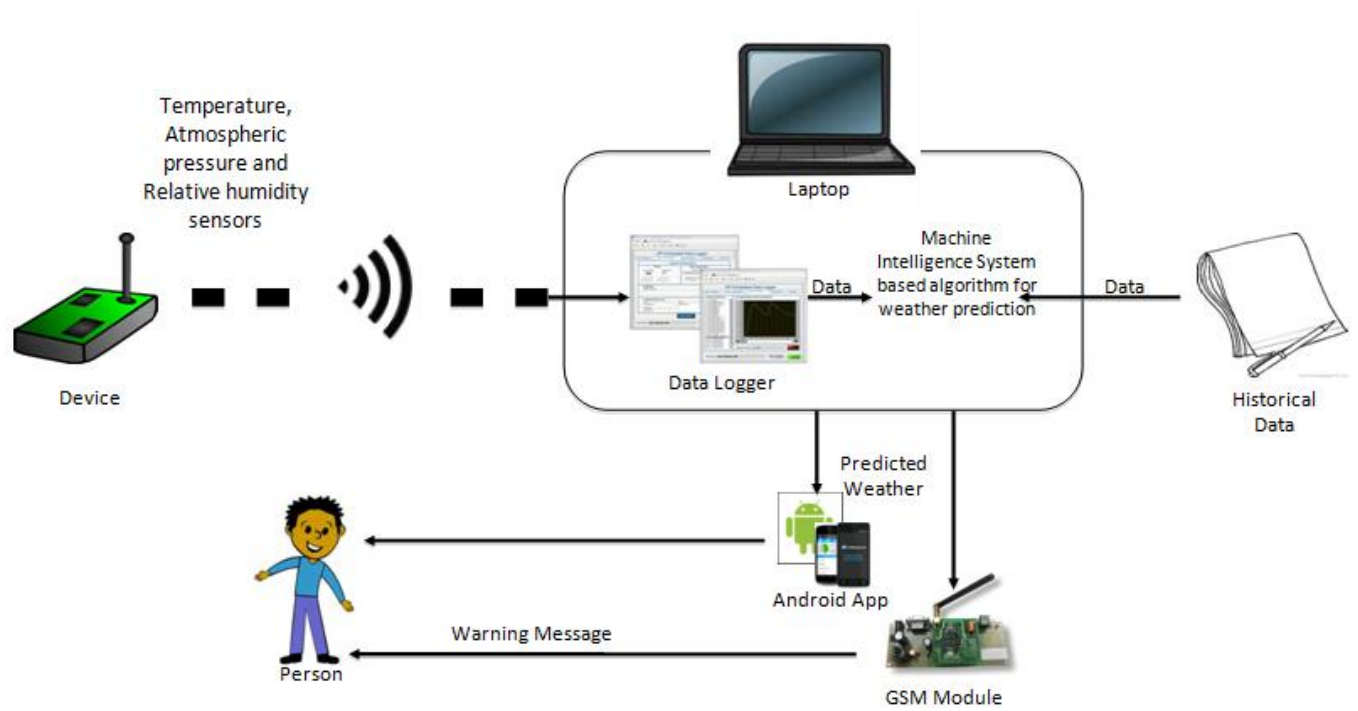 Temperature,
Atmospheric
pressure and
Relative humidity
sensors
Device
Laptop
Data Logger
Data
Machine
Intelligence System
based algorithm for
weather prediction
Data
Historical
Data
Predicted
Weather
Android App
Warning Message
Person
GSM Module